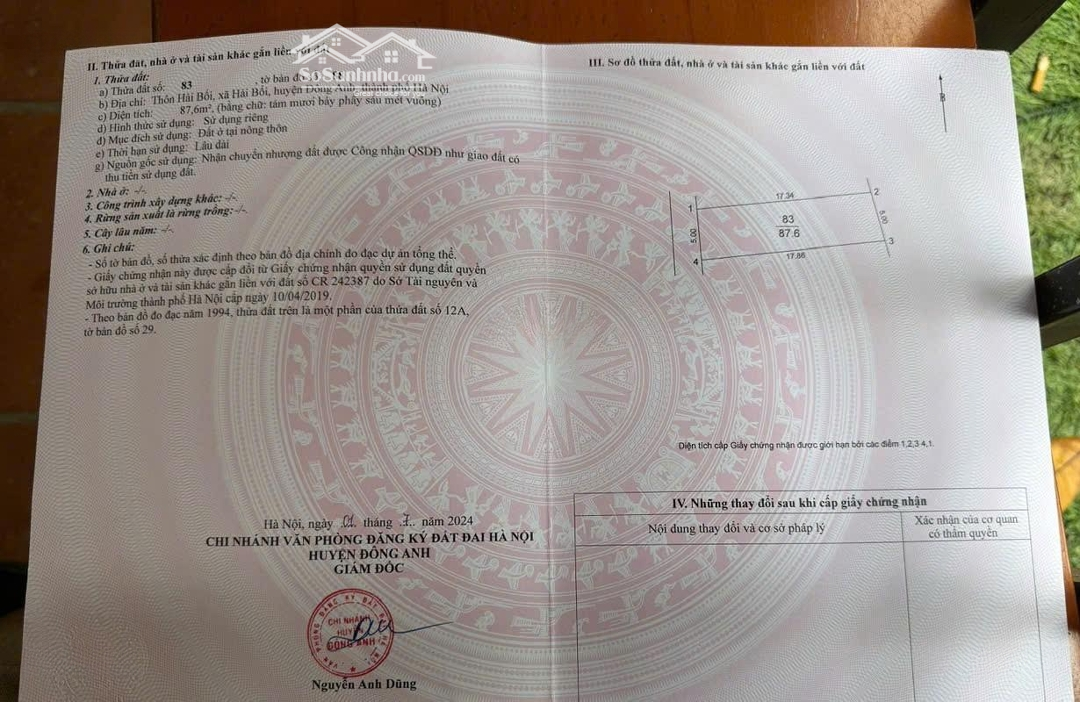 II. Thửa đất, nhà ở và tài sản khác gắn liền với đất
1. Thửa đất:
a) Thửa đất số: 83 , tờ bản đồ số:
b) Địa chỉ: Thôn Hải Bối, xã Hải Bối, huyện Đông Anh, thành phố Hà Nội
c) Diện tích: 87,6m², (bằng chữ: tám mươi bảy phẩy sáu mét vuông)
d) Hình thức sử dụng: Sử dụng riêng
đ) Mục đích sử dụng: Đất ở tại nông thôn
e) Thời hạn sử dụng: Lâu dài
g) Nguồn gốc sử dụng: Nhận chuyển nhượng đất được Công nhận QSDĐ như giao đất có
thu tiền sử dụng đất.
2. Nhà ở: -/-.
3. Công trình xây dựng khác: -/-.
4. Rừng sản xuất là rừng trồng: -/-.
5. Cây lâu năm: -/-.
6. Ghi chú:
- Số tờ bản đồ, số thửa xác định theo bản đồ địa chính đo đạc dự án tổng thể.
- Giấy chứng nhận này được cấp đổi từ Giấy chứng nhận quyền sử dụng đất quyền
sở hữu nhà ở và tài sản khác gắn liền với đất số CR 242387 do Sở Tài nguyên và
Môi trường thành phố Hà Nội cấp ngày 10/04/2019.
- Theo bản đồ đo đạc năm 1994, thửa đất trên là một phần của thửa đất số 12A,
tờ bản đồ số 29.
SoSanhnha.com
Hà Nội, ngày 01 tháng 7 năm 2024
CHI NHÁNH VĂN PHÒNG ĐĂNG KÝ ĐẤT ĐAI HÀ NỘI
HUYỆN ĐÔNG ANH
GIÁM ĐỐC
CHI NHÁNH
HUYỆN
ĐÔNG ANH
Nguyễn Anh Dũng
III. Sơ đồ thửa đất, nhà ở và tài sản khác gắn liền với đất
B
17.34
1
2
83
87.6
5.00
5.00
4
17.86
3
Diện tích cấp Giấy chứng nhận được giới hạn bởi các điểm 1,2,3 4,1.
IV. Những thay đổi sau khi cấp giấy chứng nhận
Nội dung thay đổi và cơ sở pháp lý
Xác nhận của cơ quan
có thẩm quyền